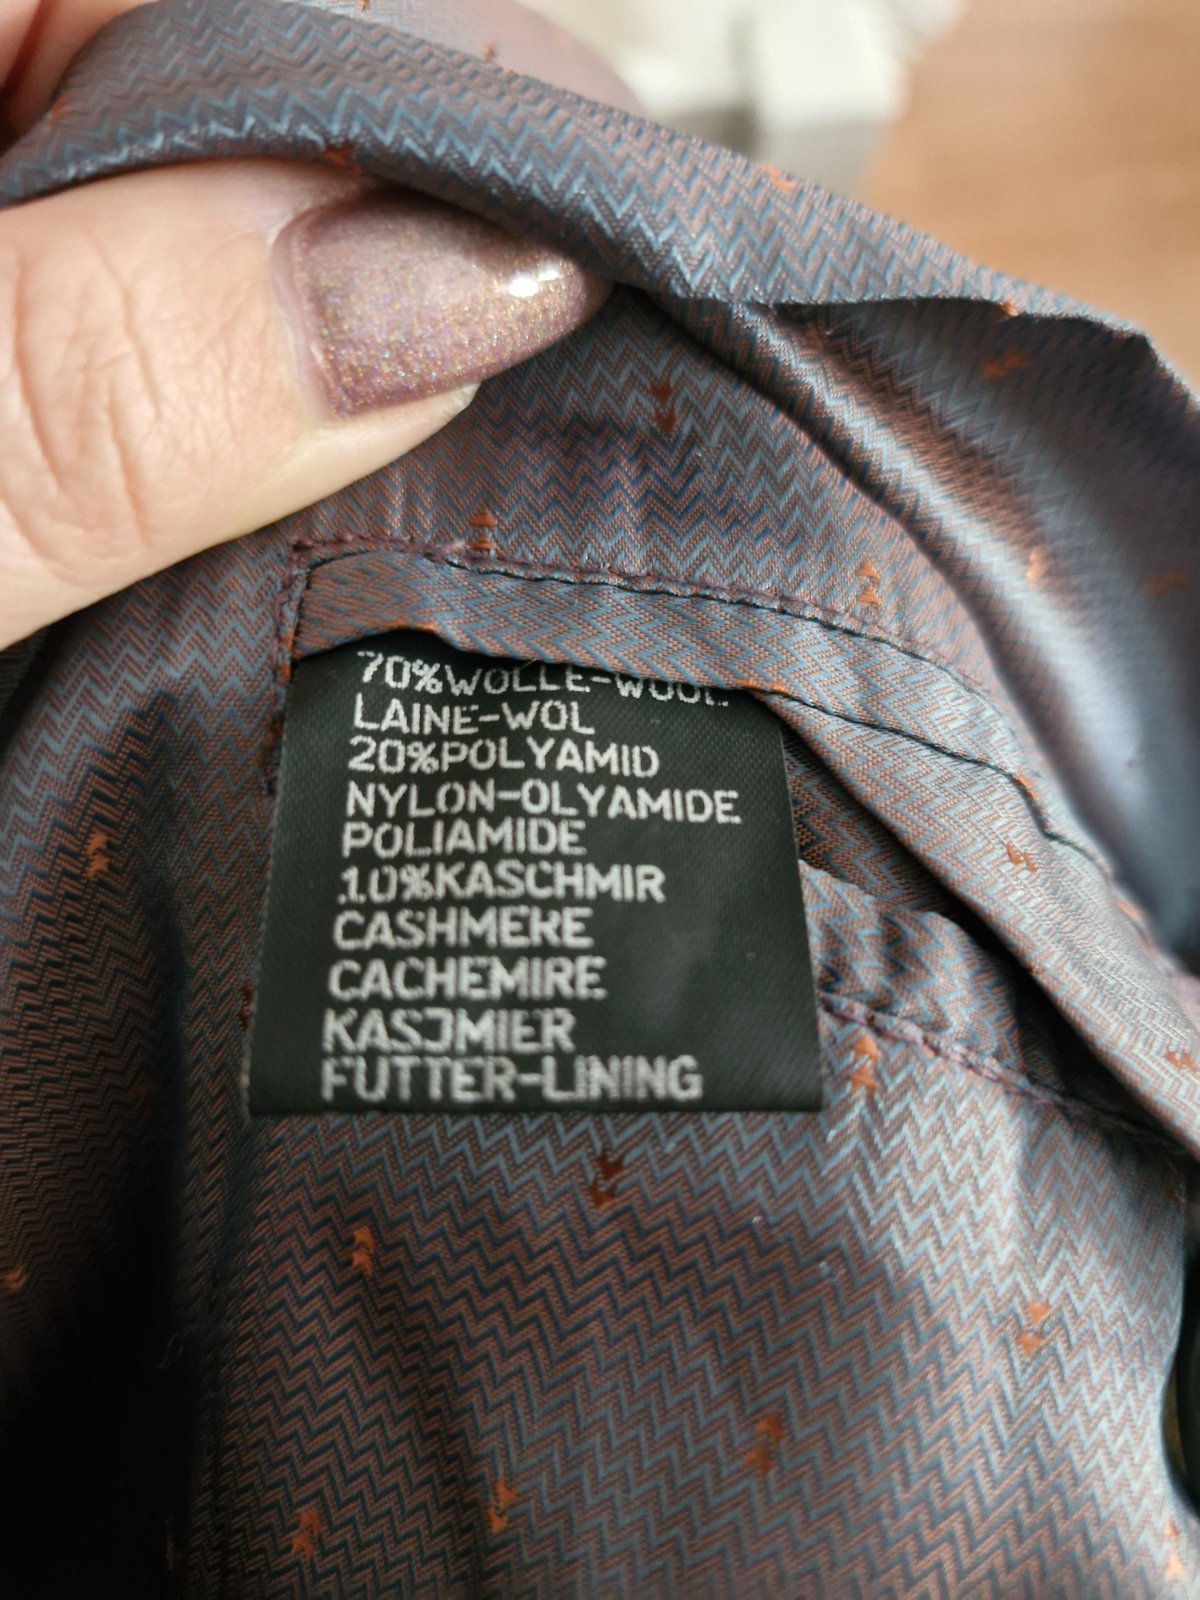 70%WOLLE-WOOL
LAINE-WOL
20%POLYAMID
NYLON-OLYAMIDE
POLIAMIDE
10%KASCHMIR
CASHMERE
CACHEMIRE
KASJMIER
FUTTER-LINING